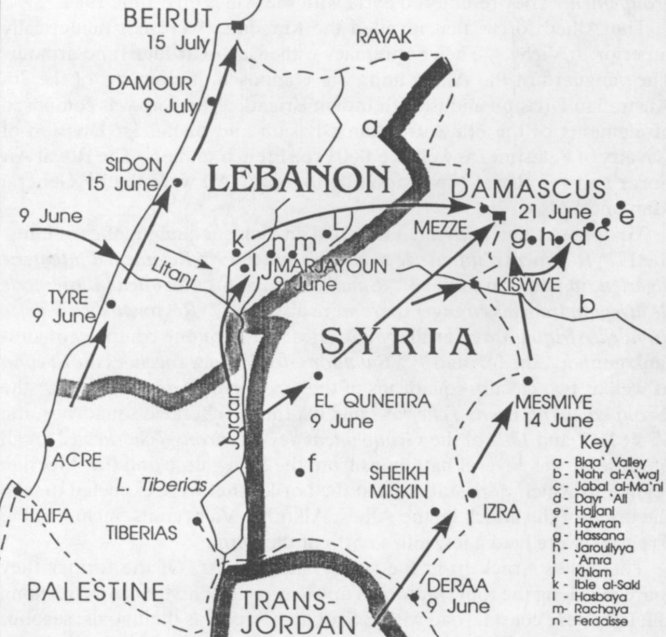 BEIRUT
15 July
RAYAK
DAMOUR
9 July
a
SIDON
15 June
LEBANON
DAMASCUS
21 June
MEZZE
e
g h d c
9 June
k n m l
Litani
j MARJAYOUN
9 June
KISWVE
b
TYRE
9 June
SYRIA
Jordan
EL QUNEITRA
9 June
MESMIYE
14 June
ACRE
f
SHEIKH
MISKIN
IZRA
L. Tiberias
HAIFA
TIBERIAS
DERAA
9 June
PALESTINE
TRANS-
JORDAN
Key
a - Biqa' Valley
b - Nahr al-A'waj
c - Jabal al-Ma'ni
d - Dayr 'Ali
e - Hajjani
f - Hawran
g - Hassana
h - Jarouliyya
i - 'Amra
j - Khiam
k - Ible el-Saki
l - Hasbaya
m - Rachaya
n - Ferdaisse